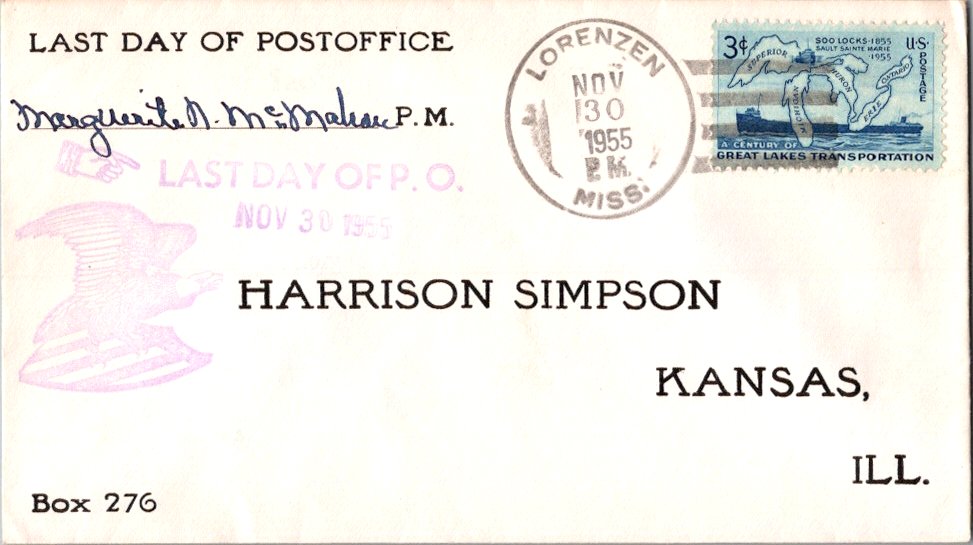 LAST DAY OF POSTOFFICE
Marguerite N. McMahan P.M.
LAST DAY OF P.O.
NOV 30 1955
LORENZEN
NOV
30
1955
P.M.
MISS.
3¢
SOO LOCKS·1855
SAULT SAINTE MARIE
1955
U·S·
POSTAGE
SUPERIOR
HURON
ONTARIO
MICHIGAN
ERIE
A CENTURY OF
GREAT LAKES TRANSPORTATION
HARRISON SIMPSON
KANSAS,
ILL.
Box 276